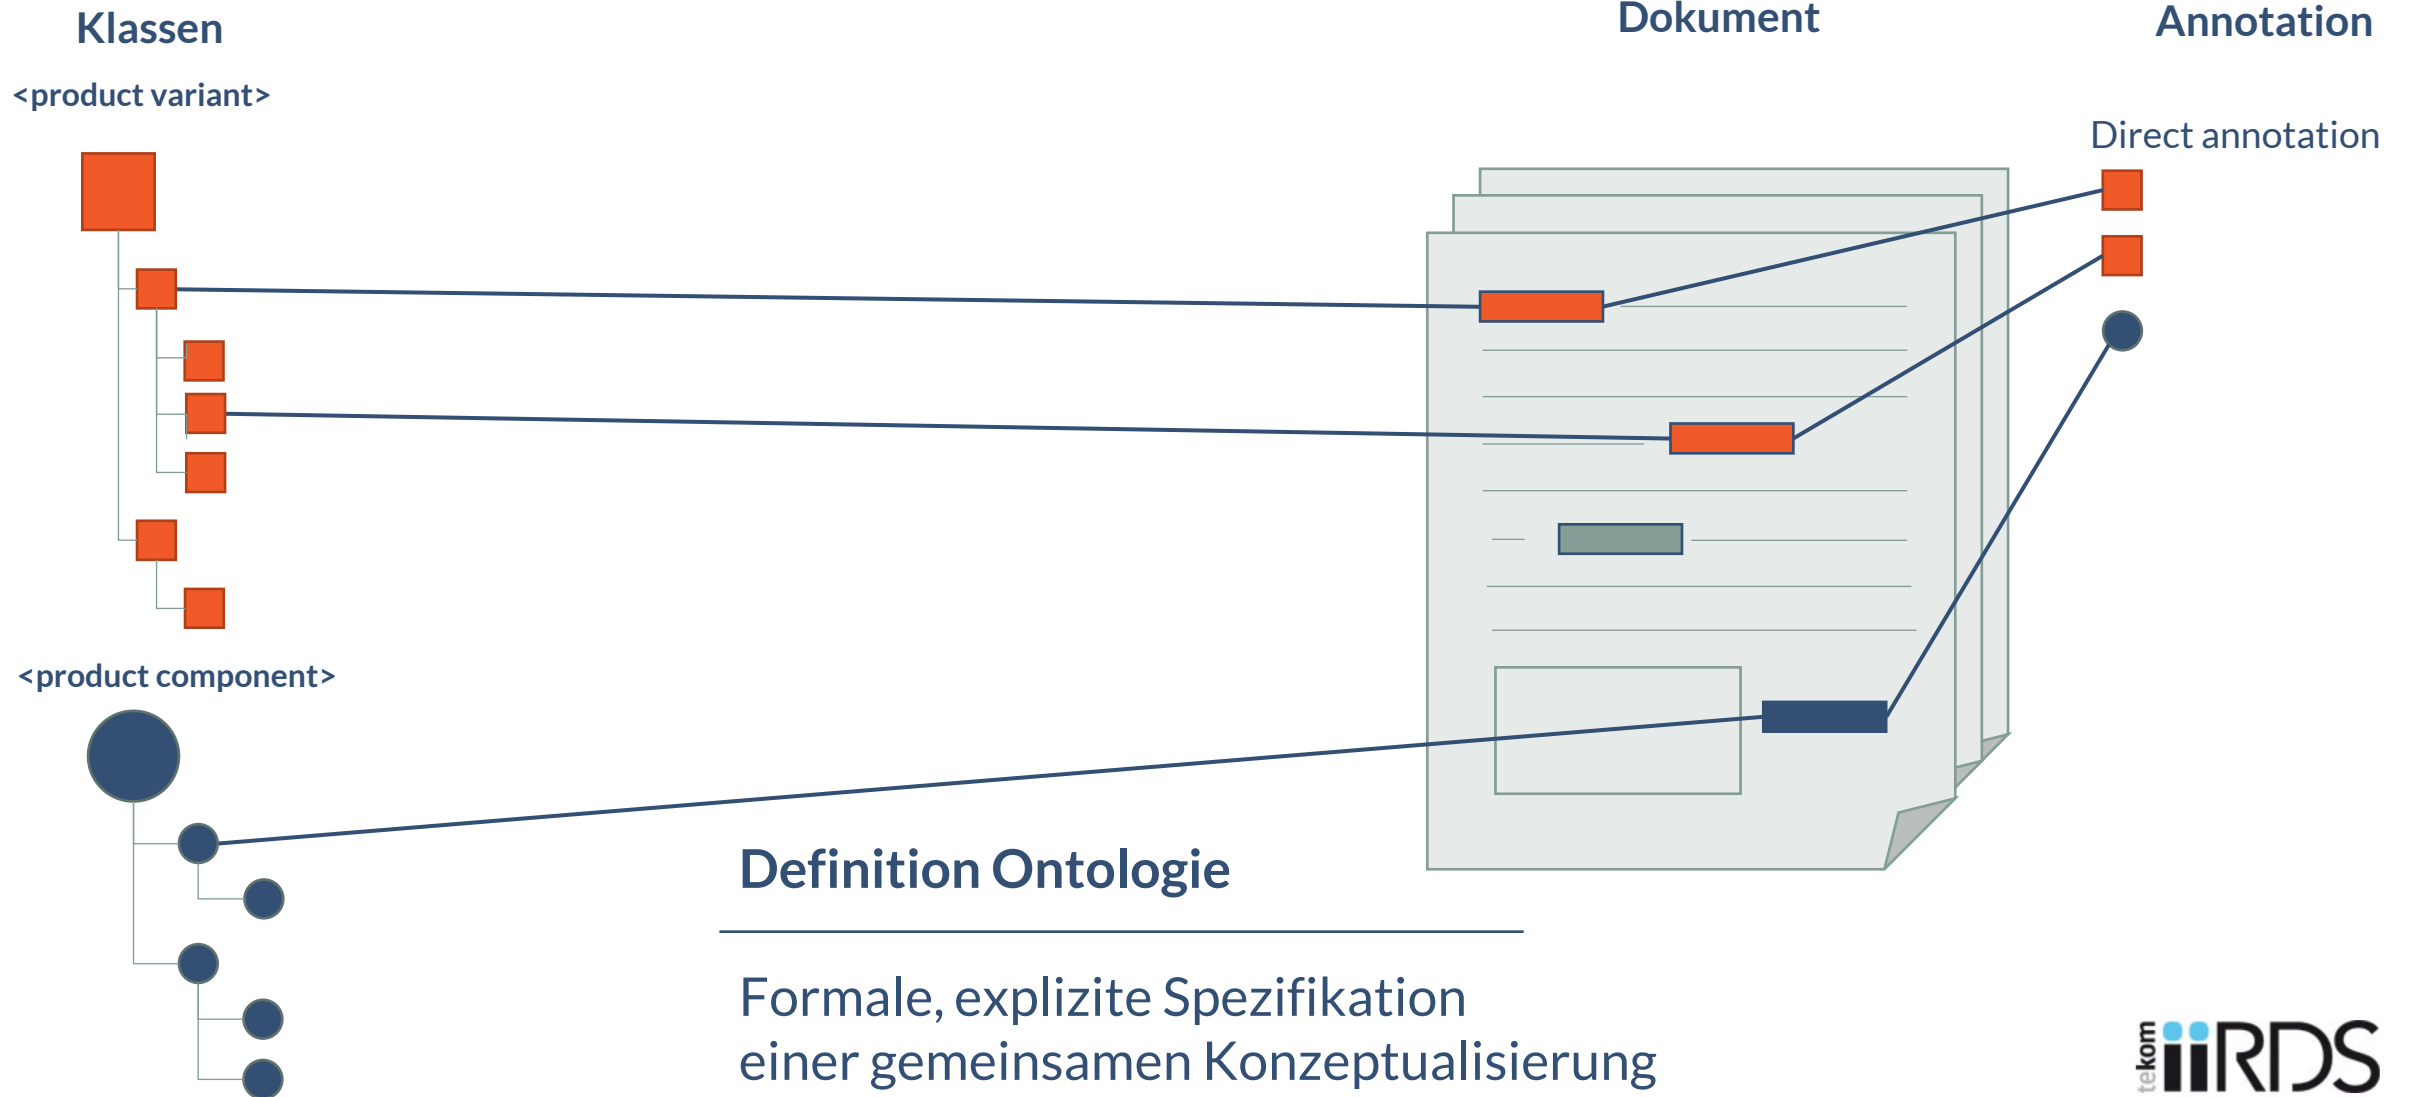 Klassen
Dokument
Annotation
<product variant>
Direct annotation
<product component>
Definition Ontologie
Formale, explizite Spezifikation
einer gemeinsamen Konzeptualisierung
tekom
iiRDS